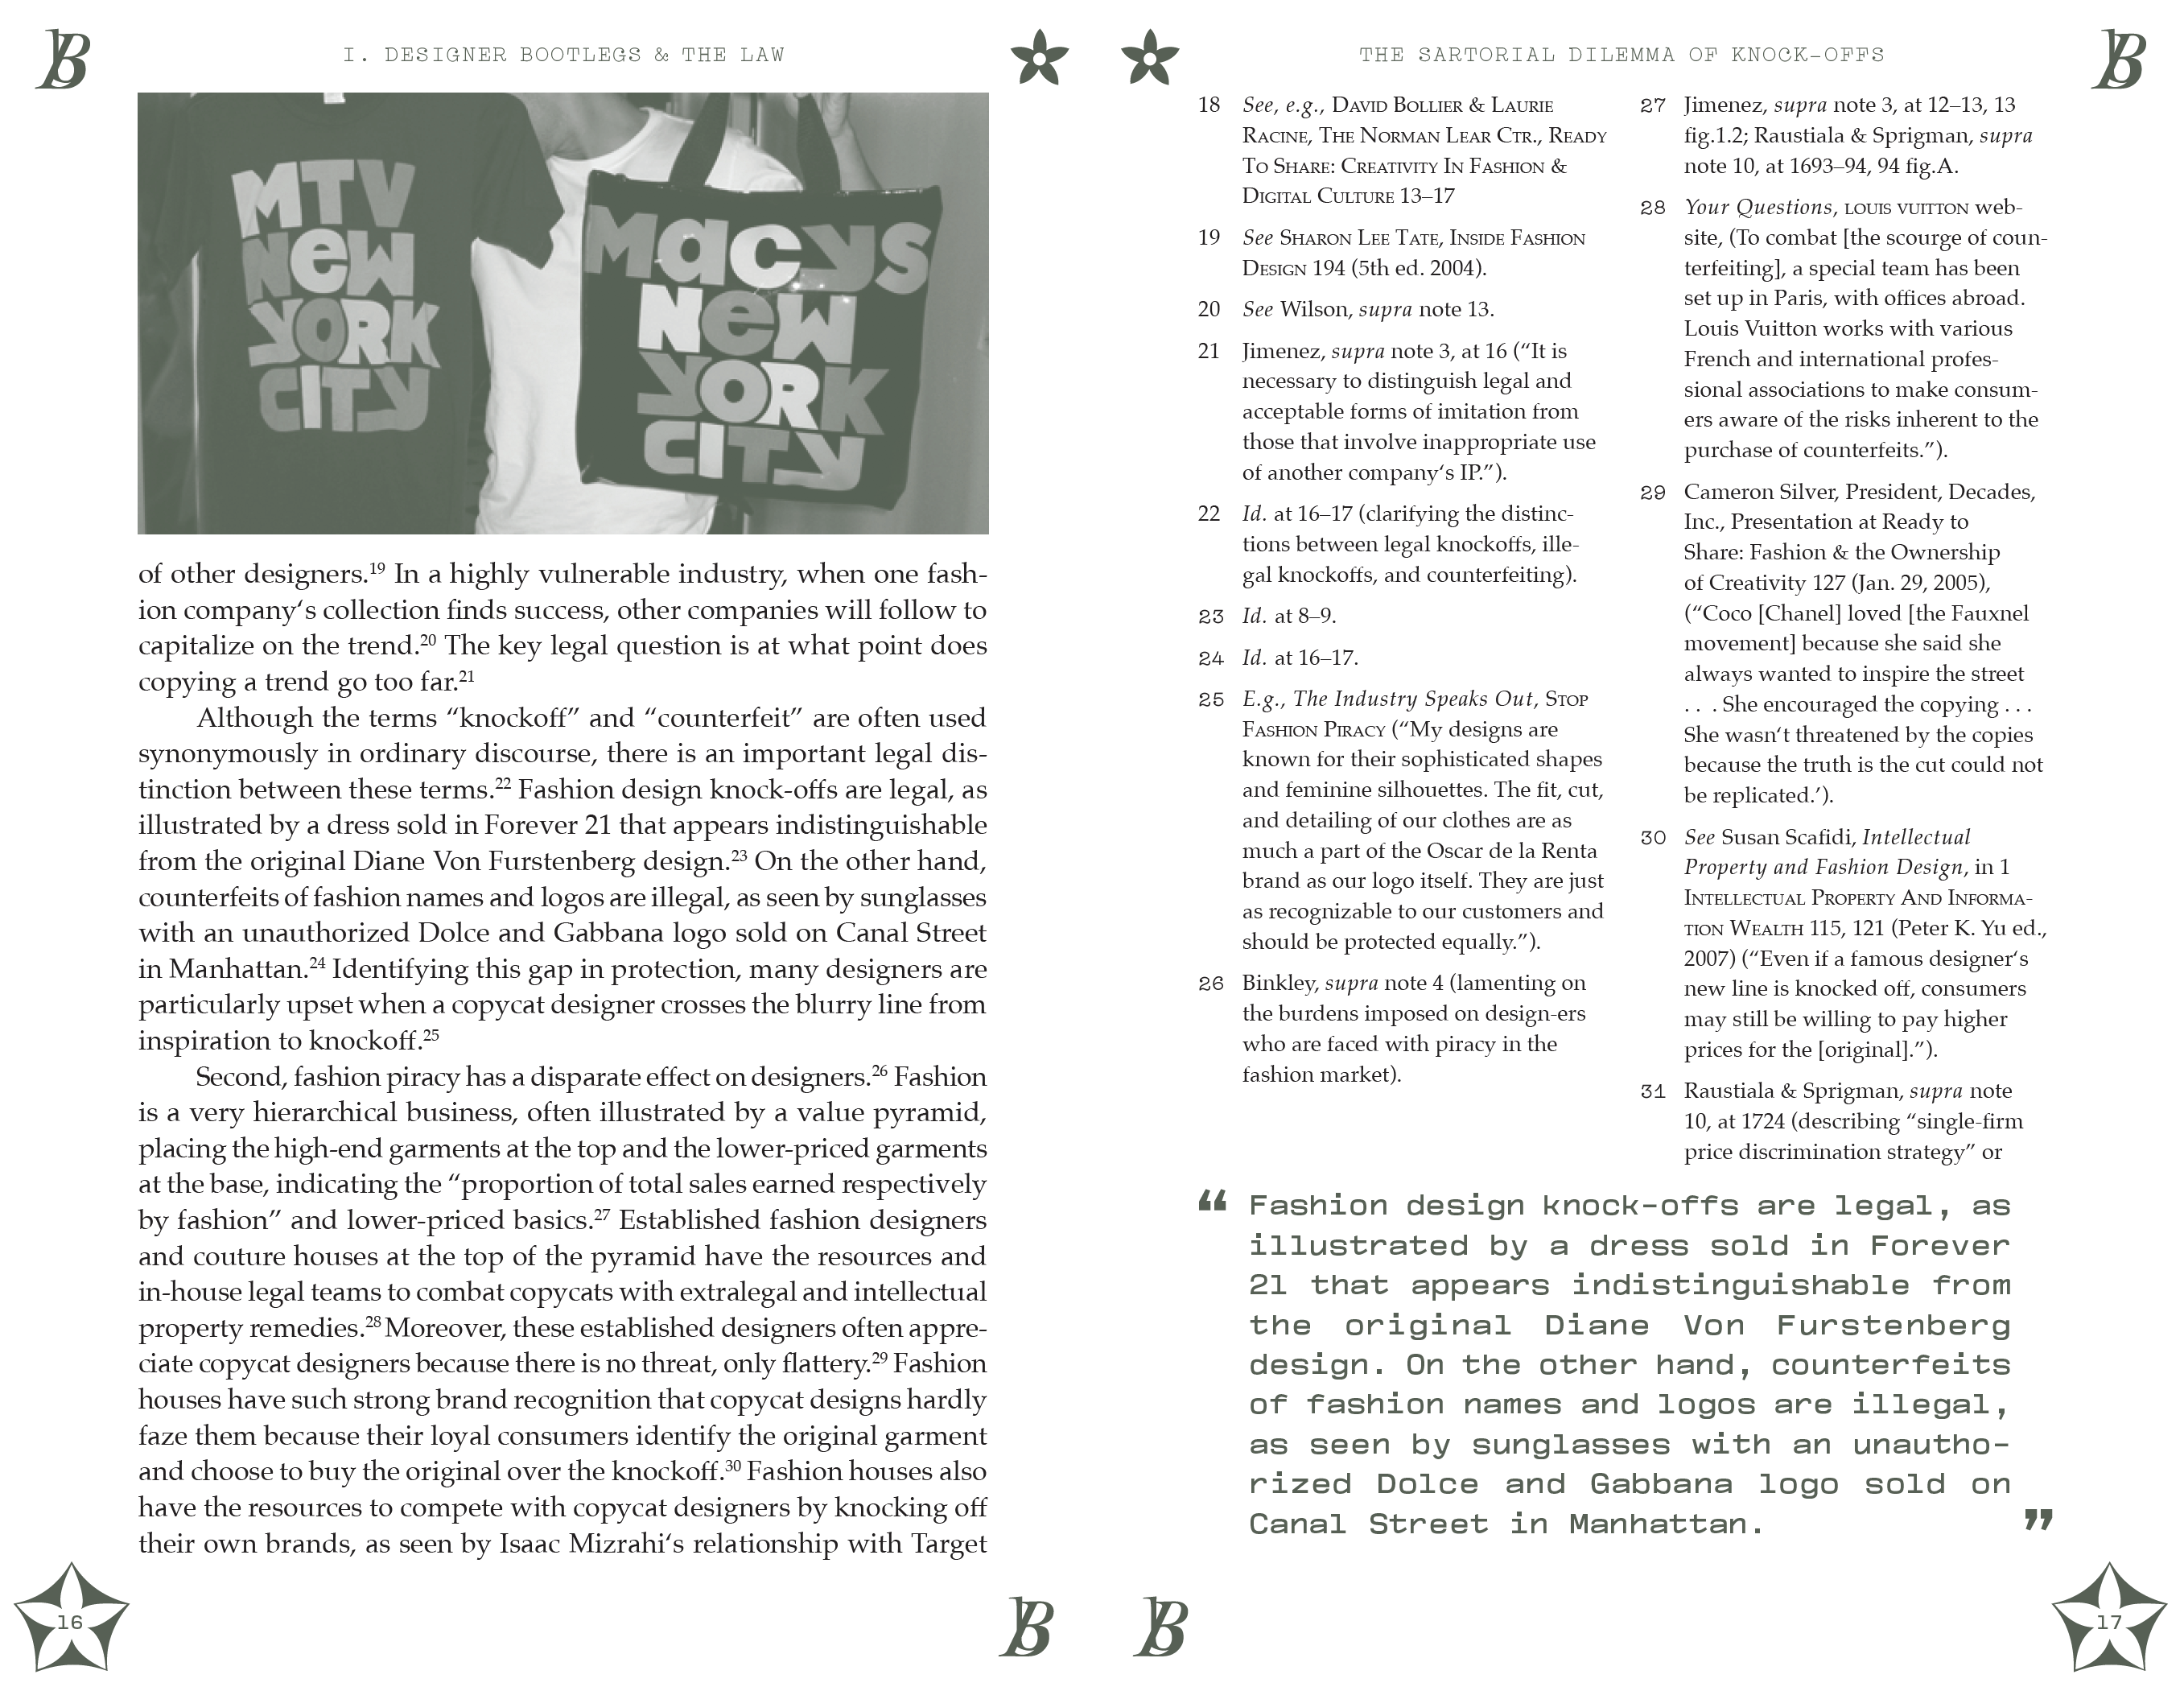 I. DESIGNER BOOTLEGS & THE LAW
MTV
NEW
YORK
CITY
Macys
NEW
YORK
CITY
of other designers.19 In a highly vulnerable industry, when one fash-
ion company‘s collection finds success, other companies will follow to
capitalize on the trend.20 The key legal question is at what point does
copying a trend go too far.21
Although the terms “knockoff” and “counterfeit” are often used
synonymously in ordinary discourse, there is an important legal dis-
tinction between these terms.22 Fashion design knock-offs are legal, as
illustrated by a dress sold in Forever 21 that appears indistinguishable
from the original Diane Von Furstenberg design.23 On the other hand,
counterfeits of fashion names and logos are illegal, as seen by sunglasses
with an unauthorized Dolce and Gabbana logo sold on Canal Street
in Manhattan.24 Identifying this gap in protection, many designers are
particularly upset when a copycat designer crosses the blurry line from
inspiration to knockoff.25
Second, fashion piracy has a disparate effect on designers.26 Fashion
is a very hierarchical business, often illustrated by a value pyramid,
placing the high-end garments at the top and the lower-priced garments
at the base, indicating the “proportion of total sales earned respectively
by fashion” and lower-priced basics.27 Established fashion designers
and couture houses at the top of the pyramid have the resources and
in-house legal teams to combat copycats with extralegal and intellectual
property remedies.28 Moreover, these established designers often appre-
ciate copycat designers because there is no threat, only flattery.29 Fashion
houses have such strong brand recognition that copycat designs hardly
faze them because their loyal consumers identify the original garment
and choose to buy the original over the knockoff.30 Fashion houses also
have the resources to compete with copycat designers by knocking off
their own brands, as seen by Isaac Mizrahi‘s relationship with Target
16
B
B
THE SARTORIAL DILEMMA OF KNOCK-OFFS
18 See, e.g., DAVID BOLLIER & LAURIE
RACINE, THE NORMAN LEAR CTR., READY
TO SHARE: CREATIVITY IN FASHION &
DIGITAL CULTURE 13–17
19 See SHARON LEE TATE, INSIDE FASHION
DESIGN 194 (5th ed. 2004).
20 See Wilson, supra note 13.
21 Jimenez, supra note 3, at 16 (“It is
necessary to distinguish legal and
acceptable forms of imitation from
those that involve inappropriate use
of another company‘s IP.”).
22 Id. at 16–17 (clarifying the distinc-
tions between legal knockoffs, ille-
gal knockoffs, and counterfeiting).
23 Id. at 8–9.
24 Id. at 16–17.
25 E.g., The Industry Speaks Out, STOP
FASHION PIRACY (“My designs are
known for their sophisticated shapes
and feminine silhouettes. The fit, cut,
and detailing of our clothes are as
much a part of the Oscar de la Renta
brand as our logo itself. They are just
as recognizable to our customers and
should be protected equally.”).
26 Binkley, supra note 4 (lamenting on
the burdens imposed on design-ers
who are faced with piracy in the
fashion market).
27 Jimenez, supra note 3, at 12–13, 13
fig.1.2; Raustiala & Sprigman, supra
note 10, at 1693–94, 94 fig.A.
28 Your Questions, LOUIS VUITTON web-
site, (To combat [the scourge of coun-
terfeiting], a special team has been
set up in Paris, with offices abroad.
Louis Vuitton works with various
French and international profes-
sional associations to make consum-
ers aware of the risks inherent to the
purchase of counterfeits.”).
29 Cameron Silver, President, Decades,
Inc., Presentation at Ready to
Share: Fashion & the Ownership
of Creativity 127 (Jan. 29, 2005),
(“Coco [Chanel] loved [the Fauxnel
movement] because she said she
always wanted to inspire the street
. . . She encouraged the copying . . .
She wasn‘t threatened by the copies
because the truth is the cut could not
be replicated.’).
30 See Susan Scafidi, Intellectual
Property and Fashion Design, in 1
INTELLECTUAL PROPERTY AND INFORMA-
TION WEALTH 115, 121 (Peter K. Yu ed.,
2007) (“Even if a famous designer‘s
new line is knocked off, consumers
may still be willing to pay higher
prices for the [original].”).
31 Raustiala & Sprigman, supra note
10, at 1724 (describing “single-firm
price discrimination strategy” or
“ Fashion design knock-offs are legal, as
illustrated by a dress sold in Forever
21 that appears indistinguishable from
the original Diane Von Furstenberg
design. On the other hand, counterfeits
of fashion names and logos are illegal,
as seen by sunglasses with an unautho-
rized Dolce and Gabbana logo sold on
Canal Street in Manhattan. ”
B
B
17